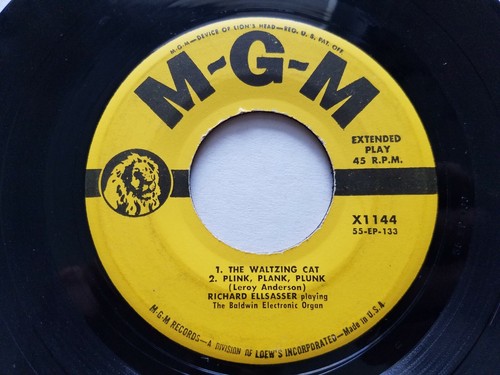 M-G-M—DEVICE OF LION'S HEAD—REG. U.S. PAT. OFF.
M-G-M
EXTENDED
PLAY
45 R.P.M.
X1144
55-EP-133
1. THE WALTZING CAT
2. PLINK, PLANK, PLUNK
(Leroy Anderson)
RICHARD ELLSASSER playing
The Baldwin Electronic Organ
M-G-M RECORDS—A DIVISION OF LOEW'S INCORPORATED—Made in U.S.A.